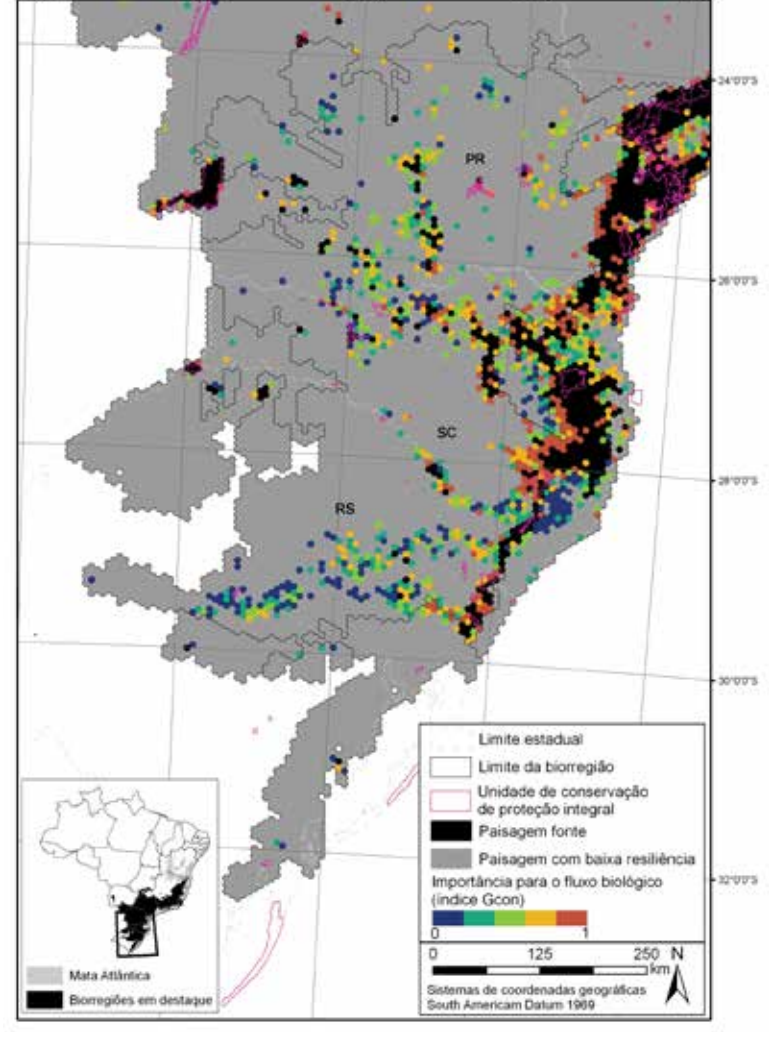 24°0'0"S
PR
26°0'0"S
SC
28°0'0"S
RS
30°0'0"S
Limite estadual
Limite da biorregião
Unidade de conservação
de proteção integral
Paisagem fonte
Paisagem com baixa resiliência
32°0'0"S
Importância para o fluxo biológico
(índice Gcon)
0 1
0 125 250 N
km
Sistemas de coordenadas geográficas
South Americam Datum 1969
Mata Atlântica
Biorregiões em destaque